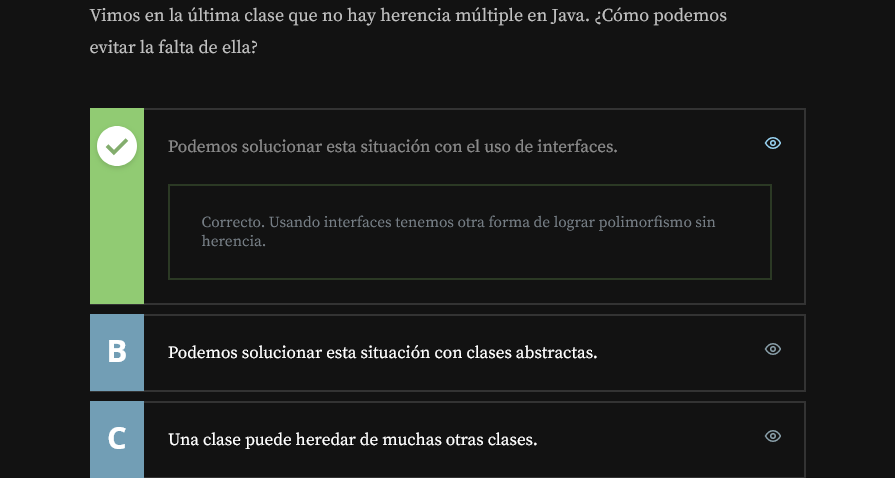 Vimos en la última clase que no hay herencia múltiple en Java. ¿Cómo podemos
evitar la falta de ella?
Podemos solucionar esta situación con el uso de interfaces.
Correcto. Usando interfaces tenemos otra forma de lograr polimorfismo sin
herencia.
B
Podemos solucionar esta situación con clases abstractas.
C
Una clase puede heredar de muchas otras clases.